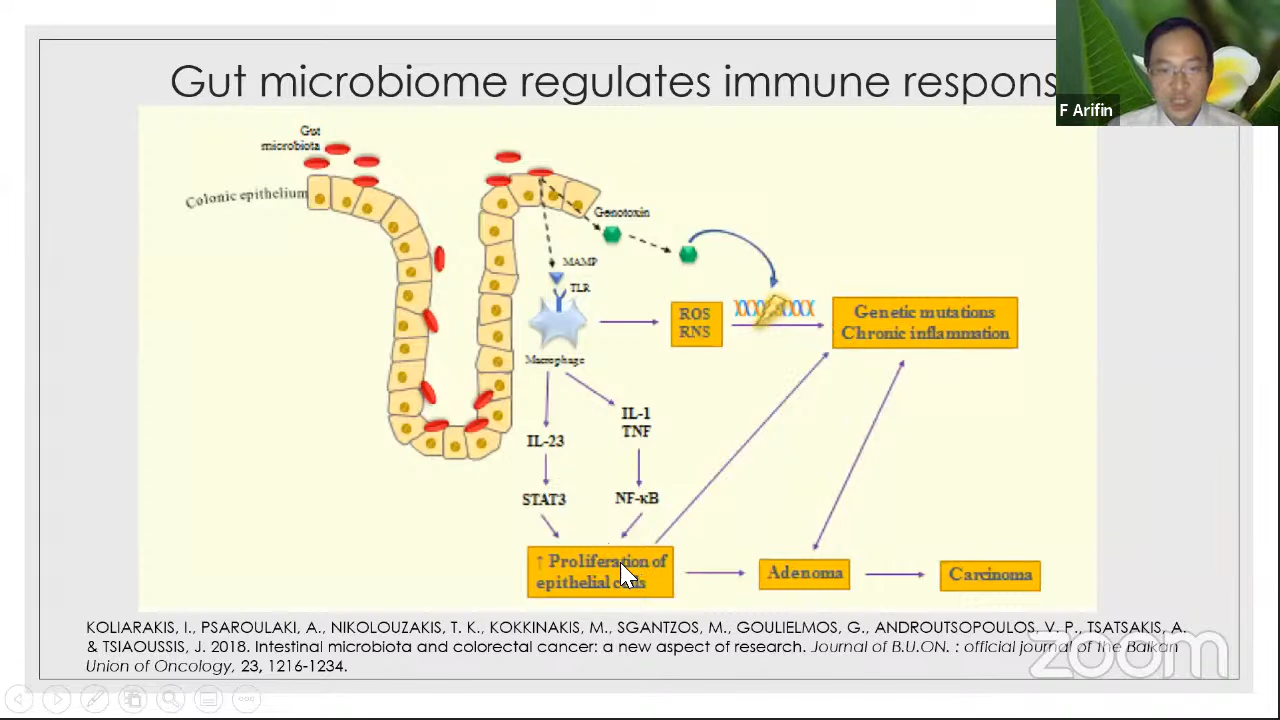 Gut microbiome regulates immune respons
F Arifin
Gut
microbiota
Colonic epithelium
Genotoxin
MAMP
TLR
Macrophage
ROS
RNS
Genetic mutations
Chronic inflammation
IL-1
TNF
IL-23
STAT3
NF-κB
↑ Proliferation of
epithelial cells
Adenoma
Carcinoma
KOLIARAKIS, I., PSAROULAKI, A., NIKOLOUZAKIS, T. K., KOKKINAKIS, M., SGANTZOS, M., GOULIELMOS, G., ANDROUTSOPOULOS, V. P., TSATSAKIS, A.
& TSIAOUSSIS, J. 2018. Intestinal microbiota and colorectal cancer: a new aspect of research. Journal of B.U.ON. : official journal of the Balkan
Union of Oncology, 23, 1216-1234.
zoom